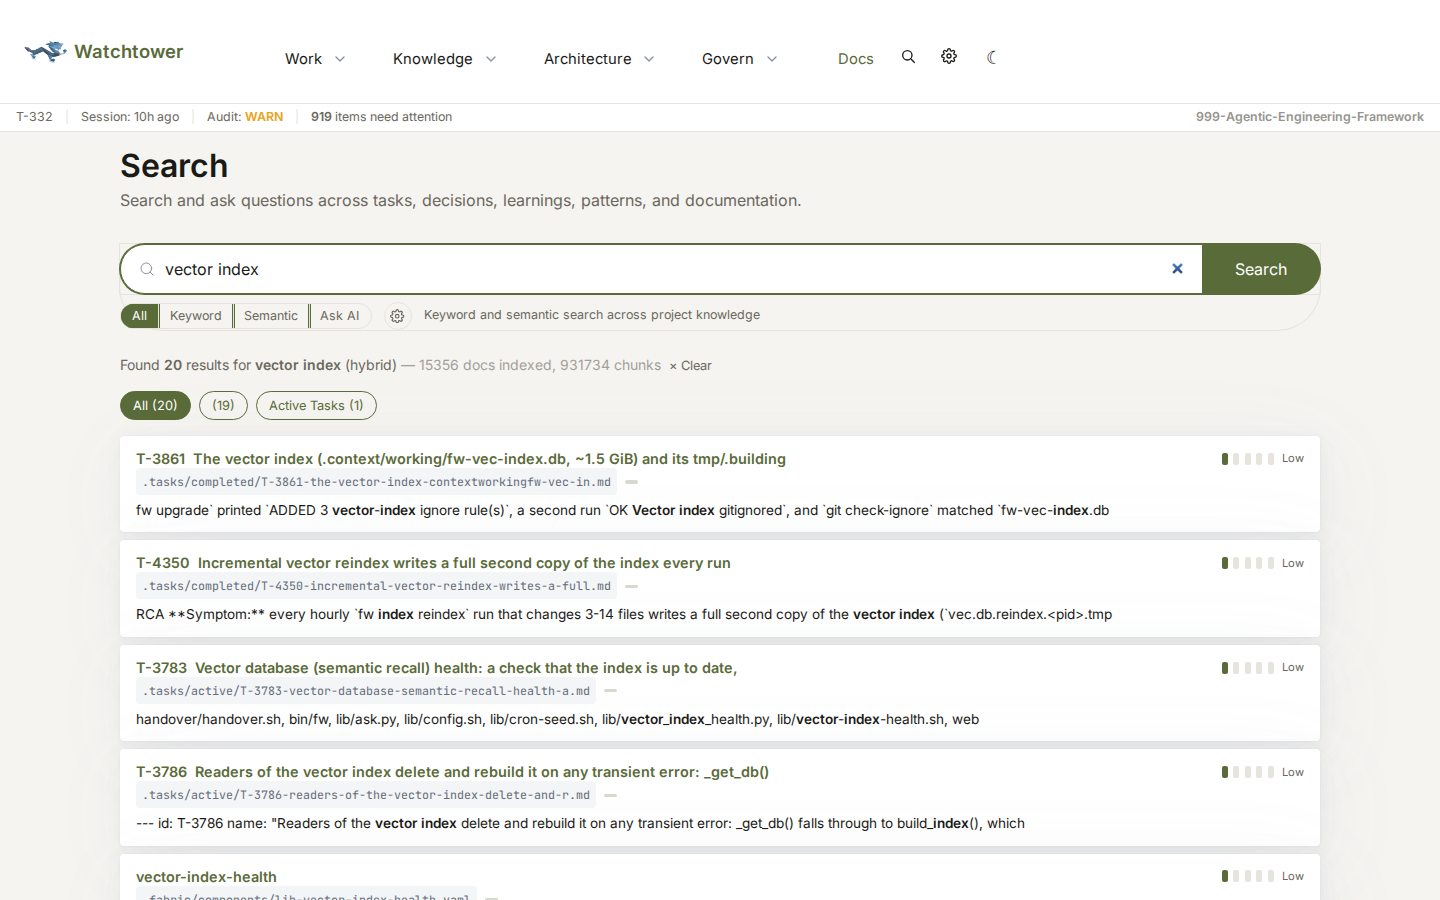 Watchtower
Work Knowledge Architecture Govern Docs
T-332 Session: 10h ago Audit: WARN 919 items need attention 999-Agentic-Engineering-Framework
Search
Search and ask questions across tasks, decisions, learnings, patterns, and documentation.
vector index × Search
All Keyword Semantic Ask AI Keyword and semantic search across project knowledge
Found 20 results for vector index (hybrid) — 15356 docs indexed, 931734 chunks × Clear
All (20) (19) Active Tasks (1)
T-3861 The vector index (.context/working/fw-vec-index.db, ~1.5 GiB) and its tmp/.building Low
.tasks/completed/T-3861-the-vector-index-contextworkingfw-vec-in.md —
fw upgrade` printed `ADDED 3 vector-index ignore rule(s)`, a second run `OK Vector index gitignored`, and `git check-ignore` matched `fw-vec-index.db
T-4350 Incremental vector reindex writes a full second copy of the index every run Low
.tasks/completed/T-4350-incremental-vector-reindex-writes-a-full.md —
RCA **Symptom:** every hourly `fw index reindex` run that changes 3-14 files writes a full second copy of the vector index (`vec.db.reindex.<pid>.tmp
T-3783 Vector database (semantic recall) health: a check that the index is up to date, Low
.tasks/active/T-3783-vector-database-semantic-recall-health-a.md —
handover/handover.sh, bin/fw, lib/ask.py, lib/config.sh, lib/cron-seed.sh, lib/vector_index_health.py, lib/vector-index-health.sh, web
T-3786 Readers of the vector index delete and rebuild it on any transient error: _get_db() Low
.tasks/active/T-3786-readers-of-the-vector-index-delete-and-r.md —
--- id: T-3786 name: "Readers of the vector index delete and rebuild it on any transient error: _get_db() falls through to build_index(), which
vector-index-health Low
.fabric/components/lib-vector-index-health.yaml —